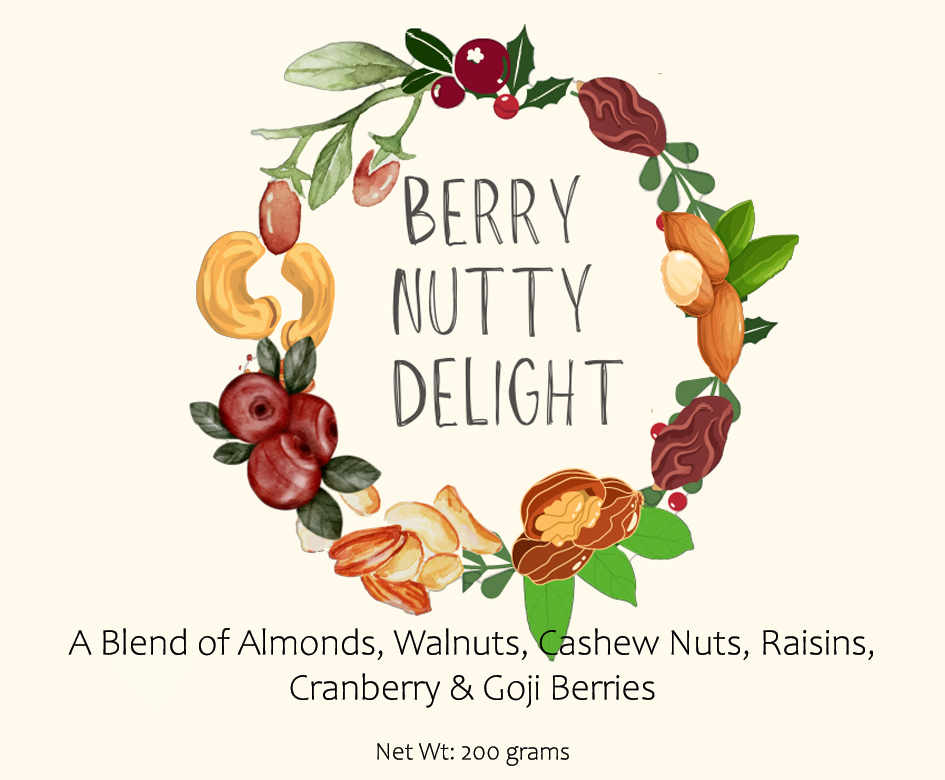 BERRY
NUTTY
DELIGHT
A Blend of Almonds, Walnuts, Cashew Nuts, Raisins,
Cranberry & Goji Berries
Net Wt: 200 grams